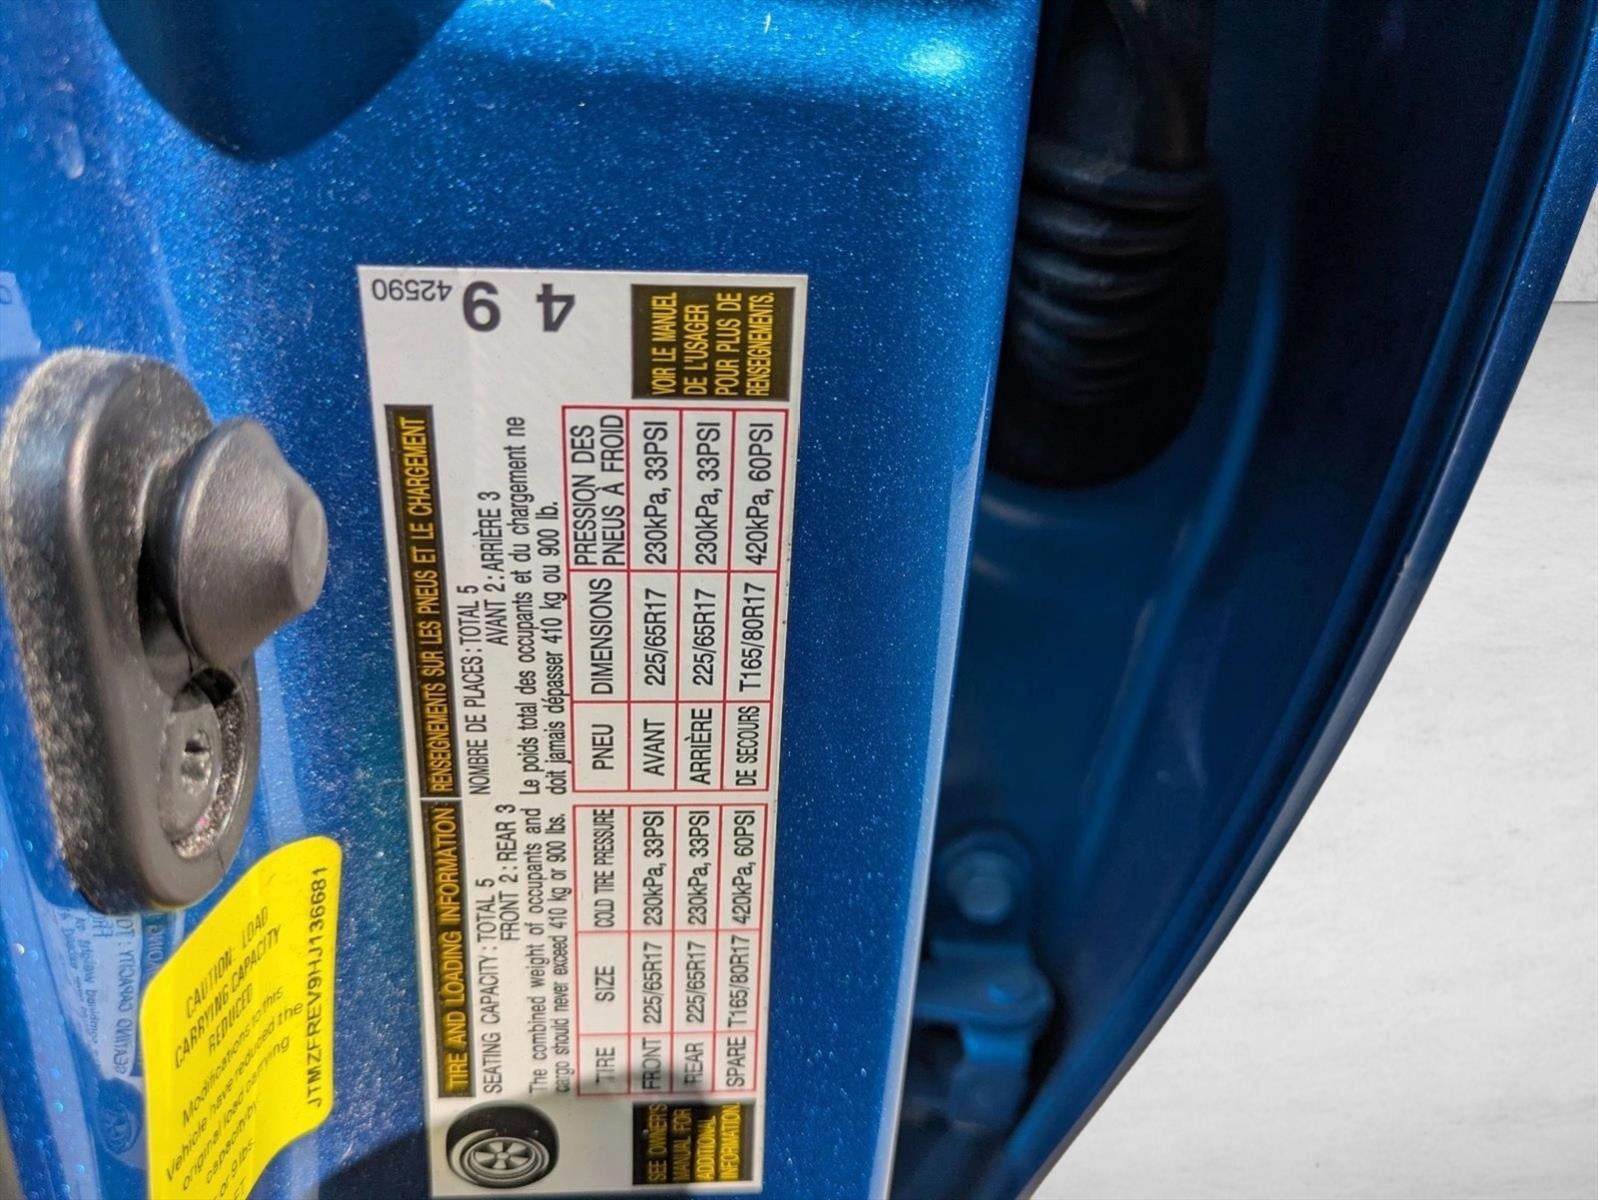 TIRE AND LOADING INFORMATION
RENSEIGNEMENTS SUR LES PNEUS ET LE CHARGEMENT
SEATING CAPACITY : TOTAL 5
FRONT 2 : REAR 3
NOMBRE DE PLACES : TOTAL 5
AVANT 2 : ARRIÈRE 3
The combined weight of occupants and
cargo should never exceed 410 kg or 900 lbs.
Le poids total des occupants et du chargement ne
doit jamais dépasser 410 kg ou 900 lb.
TIRE SIZE COLD TIRE PRESSURE
FRONT 225/65R17 230kPa, 33PSI
REAR 225/65R17 230kPa, 33PSI
SPARE T165/80R17 420kPa, 60PSI
PNEU DIMENSIONS PRESSION DES
PNEUS À FROID
AVANT 225/65R17 230kPa, 33PSI
ARRIÈRE 225/65R17 230kPa, 33PSI
DE SECOURS T165/80R17 420kPa, 60PSI
SEE OWNER'S
MANUAL FOR
ADDITIONAL
INFORMATION
VOIR LE MANUEL
DE L'USAGER
POUR PLUS DE
RENSEIGNEMENTS.
42590
9
4
CAUTION: LOAD
CARRYING CAPACITY
REDUCED
Modifications to this
vehicle have reduced the
original load carrying
capacity by
or 9 lbs.
JTMZFREV9HJ136681